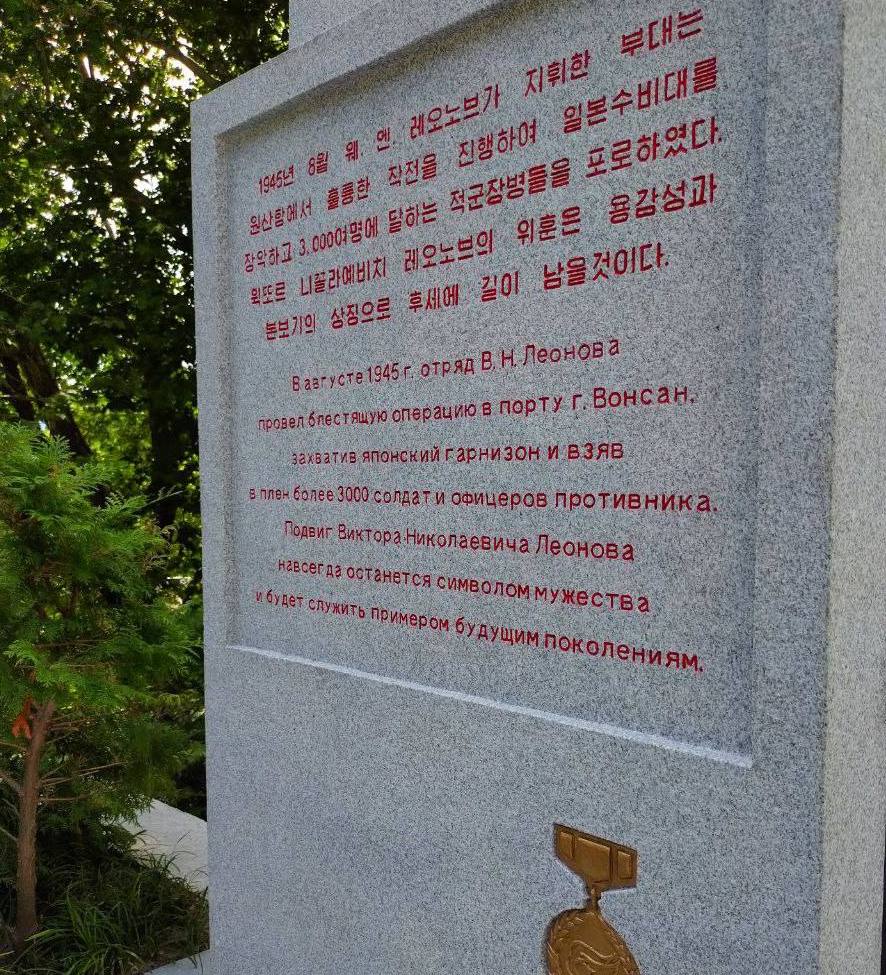 1945년 8월 웨. 엔. 레오노브가 지휘한 부대는
원산항에서 훌륭한 작전을 진행하여 일본수비대를
장악하고 3.000여명에 달하는 적군장병들을 포로하였다.
윅또르 니꼴라예비치 레오노브의 위훈은 용감성과
본보기의 상징으로 후세에 길이 남을것이다.
В августе 1945 г. отряд В. Н. Леонова
провел блестящую операцию в порту г. Вонсан,
захватив японский гарнизон и взяв
в плен более 3000 солдат и офицеров противника.
Подвиг Виктора Николаевича Леонова
навсегда останется символом мужества
и будет служить примером будущим поколениям.